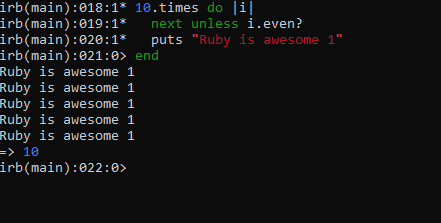 irb(main):018:1* 10.times do |i|
irb(main):019:1*   next unless i.even?
irb(main):020:1*   puts "Ruby is awesome 1"
irb(main):021:0> end
Ruby is awesome 1
Ruby is awesome 1
Ruby is awesome 1
Ruby is awesome 1
Ruby is awesome 1
=> 10
irb(main):022:0>